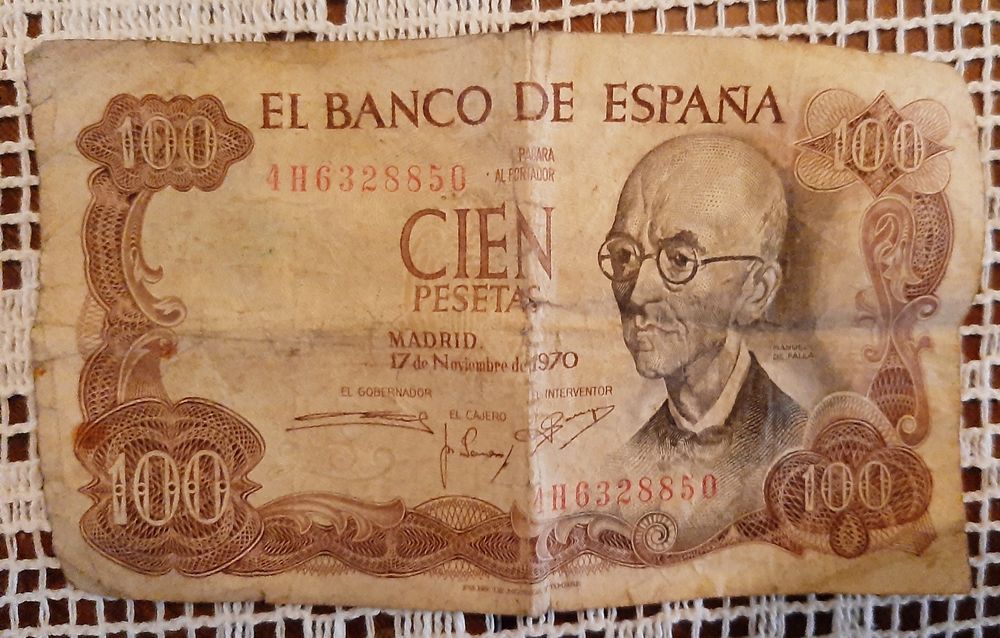 100
EL BANCO DE ESPAÑA
100
4H6328850
PAGARA
AL PORTADOR
CIEN
PESETAS
MADRID.
17 de Noviembre de 1970
MANUEL
DE FALLA
EL GOBERNADOR
EL CAJERO
EL INTERVENTOR
4H6328850
100
100